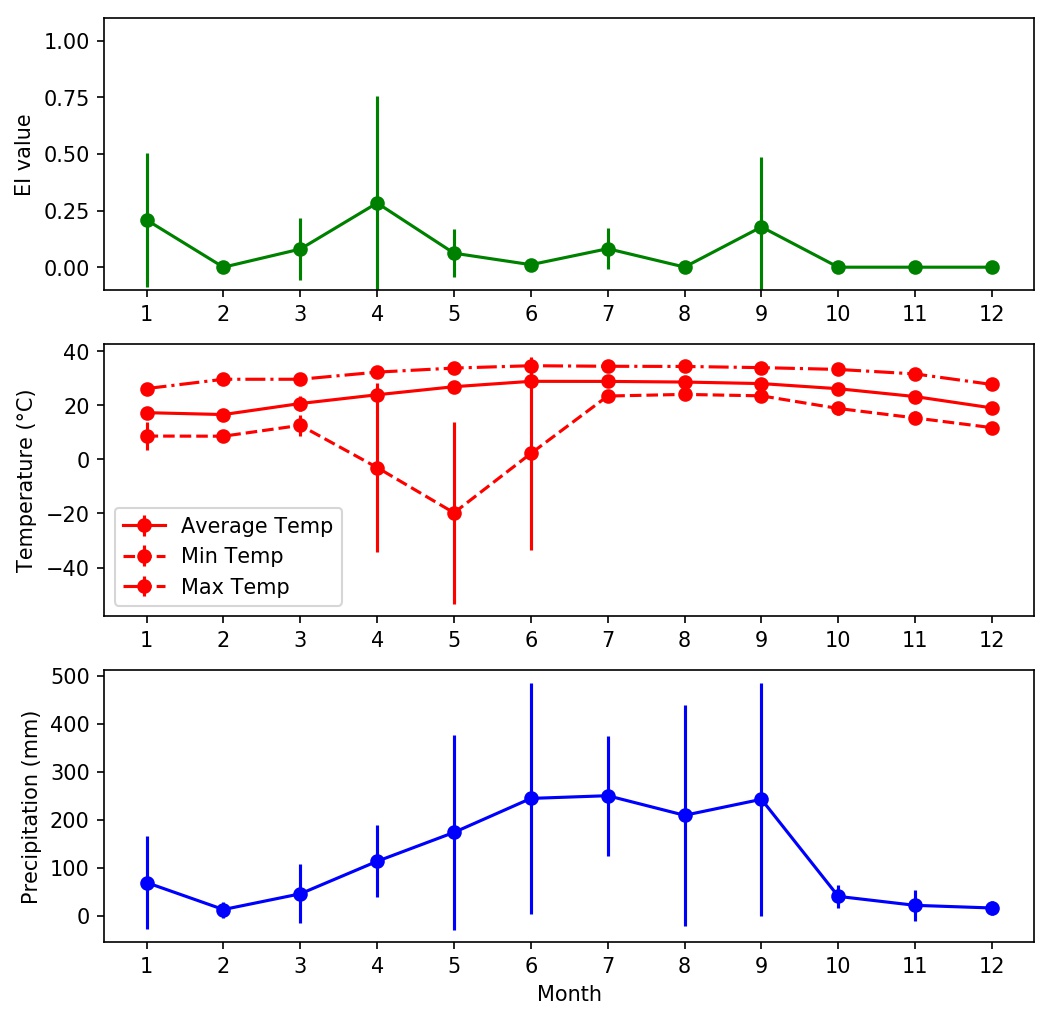 EI value
1.00
0.75
0.50
0.25
0.00
1 2 3 4 5 6 7 8 9 10 11 12
Temperature (°C)
40
20
0
−20
−40
Average Temp
Min Temp
Max Temp
1 2 3 4 5 6 7 8 9 10 11 12
Precipitation (mm)
500
400
300
200
100
0
1 2 3 4 5 6 7 8 9 10 11 12
Month